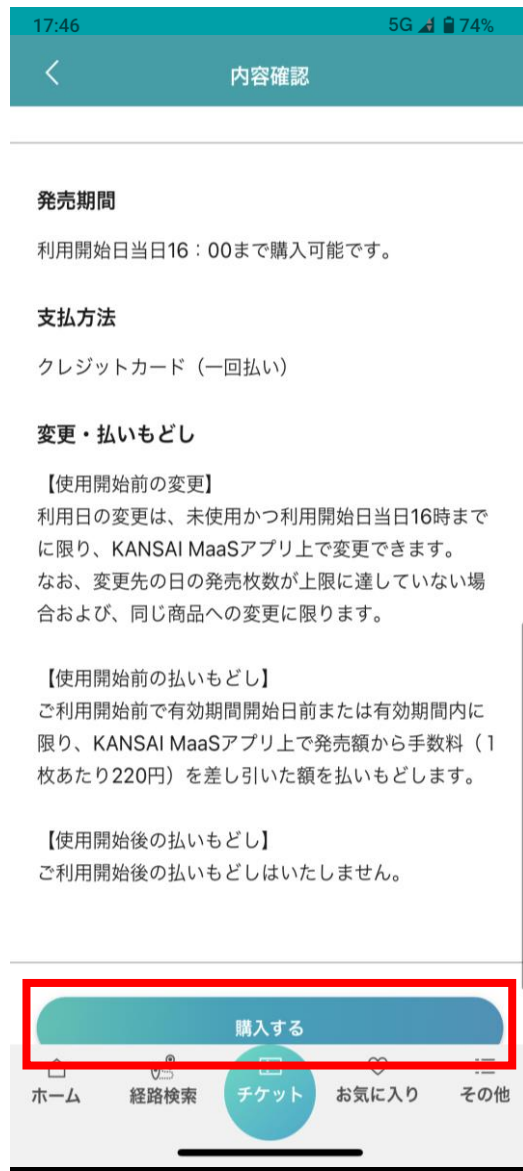 17:46 5G 74%
内容確認
発売期間
利用開始日当日16：00まで購入可能です。
支払方法
クレジットカード（一回払い）
変更・払いもどし
【使用開始前の変更】
利用日の変更は、未使用かつ利用開始日当日16時まで
に限り、KANSAI MaaSアプリ上で変更できます。
なお、変更先の日の発売枚数が上限に達していない場
合および、同じ商品への変更に限ります。
【使用開始前の払いもどし】
ご利用開始前で有効期間開始日前または有効期間内に
限り、KANSAI MaaSアプリ上で発売額から手数料（1
枚あたり220円）を差し引いた額を払いもどします。
【使用開始後の払いもどし】
ご利用開始後の払いもどしはいたしません。
購入する
ホーム 経路検索 チケット お気に入り その他